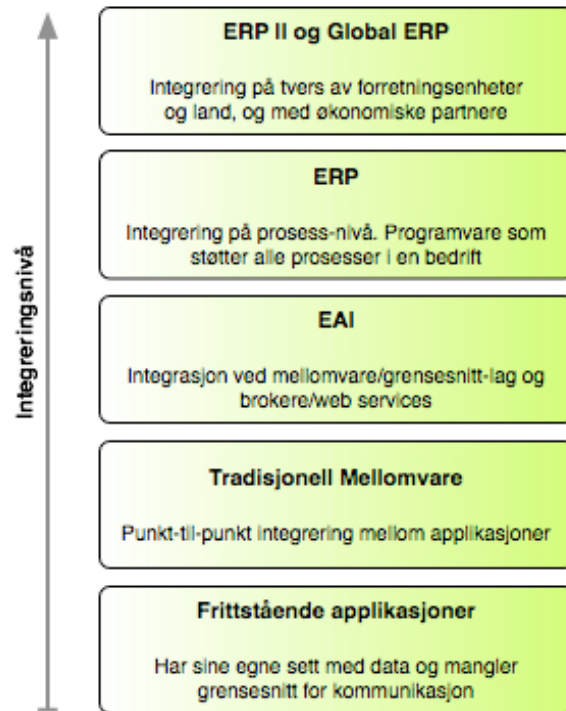 Integreringsnivå
ERP II og Global ERP
Integrering på tvers av forretningsenheter
og land, og med økonomiske partnere
ERP
Integrering på prosess-nivå. Programvare som
støtter alle prosesser i en bedrift
EAI
Integrasjon ved mellomvare/grensesnitt-lag og
brokere/web services
Tradisjonell Mellomvare
Punkt-til-punkt integrering mellom applikasjoner
Frittstående applikasjoner
Har sine egne sett med data og mangler
grensesnitt for kommunikasjon